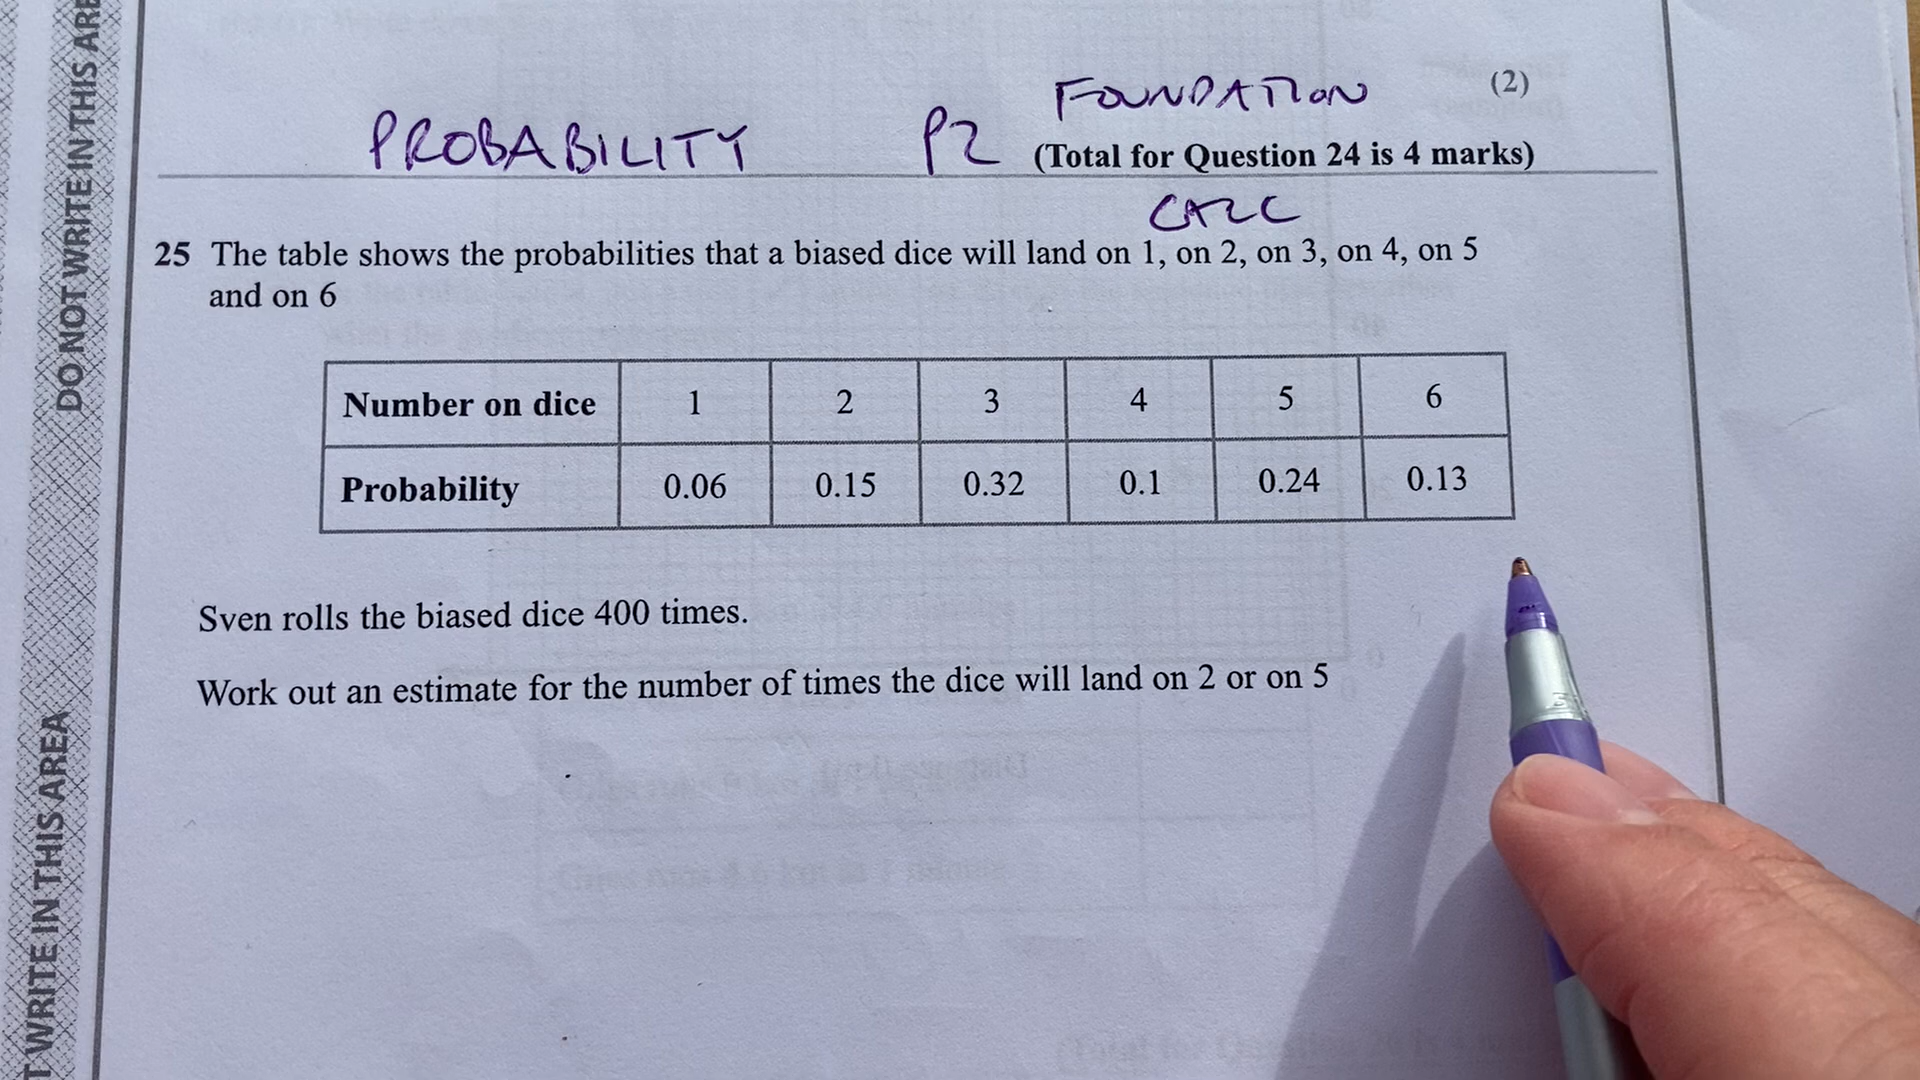 DO NOT WRITE IN THIS ARE
T WRITE IN THIS AREA
FOUNDATION
(2)
PROBABILITY P2
(Total for Question 24 is 4 marks)
CALC
25 The table shows the probabilities that a biased dice will land on 1, on 2, on 3, on 4, on 5
and on 6
Number on dice 1 2 3 4 5 6
Probability 0.06 0.15 0.32 0.1 0.24 0.13
Sven rolls the biased dice 400 times.
Work out an estimate for the number of times the dice will land on 2 or on 5